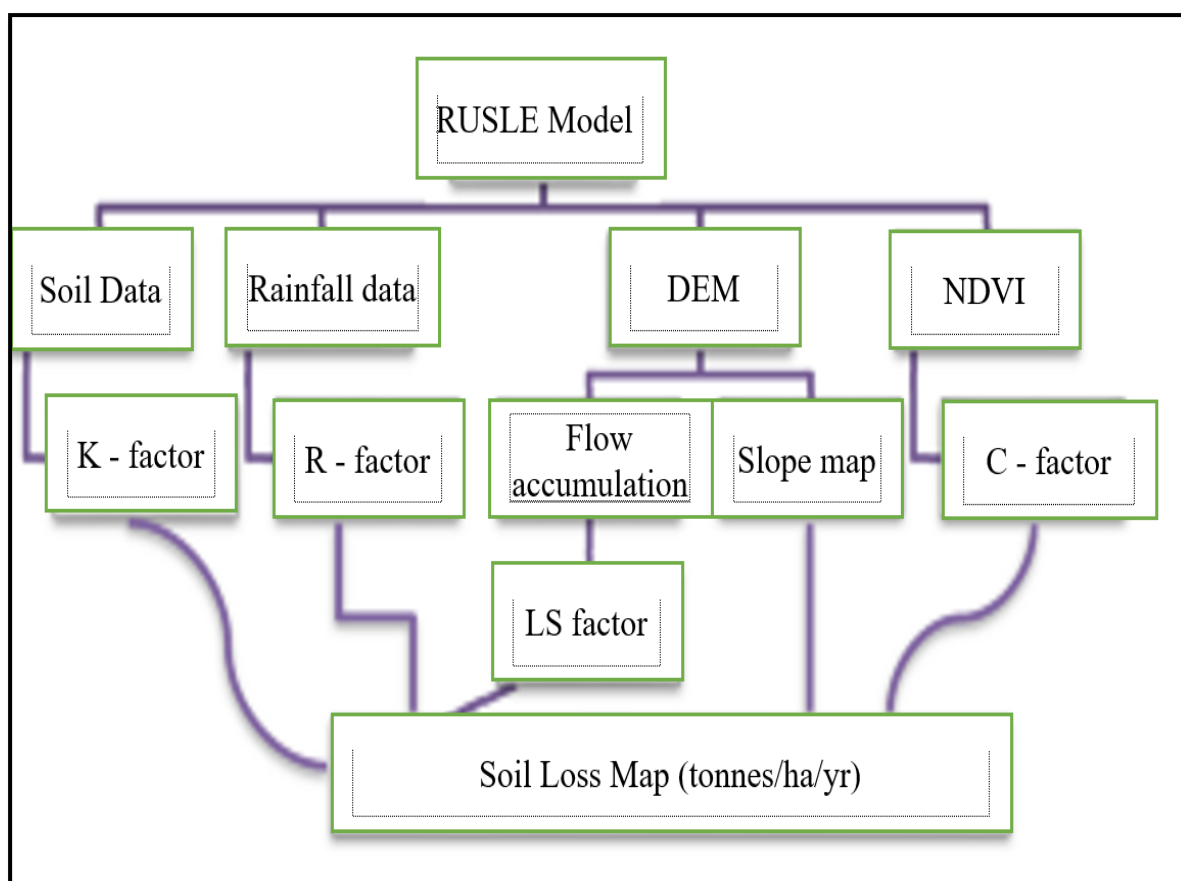 RUSLE Model
Soil Data
Rainfall data
DEM
NDVI
K - factor
R - factor
Flow
accumulation
Slope map
C - factor
LS factor
Soil Loss Map (tonnes/ha/yr)